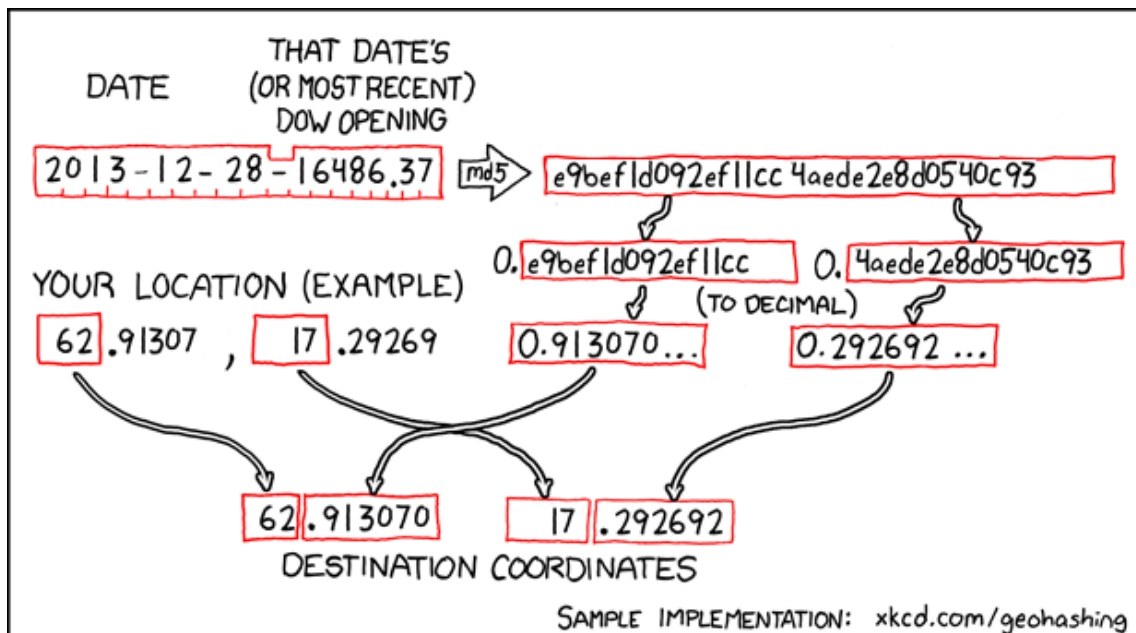 DATE
THAT DATE'S
(OR MOST RECENT)
DOW OPENING
2013-12-28-16486.37
md5
e9bef1d092ef11cc4aede2e8d0540c93
0.e9bef1d092ef11cc
0.4aede2e8d0540c93
YOUR LOCATION (EXAMPLE)
(TO DECIMAL)
62.91307, 17.29269
0.913070...
0.292692...
62.913070
17.292692
DESTINATION COORDINATES
SAMPLE IMPLEMENTATION: xkcd.com/geohashing